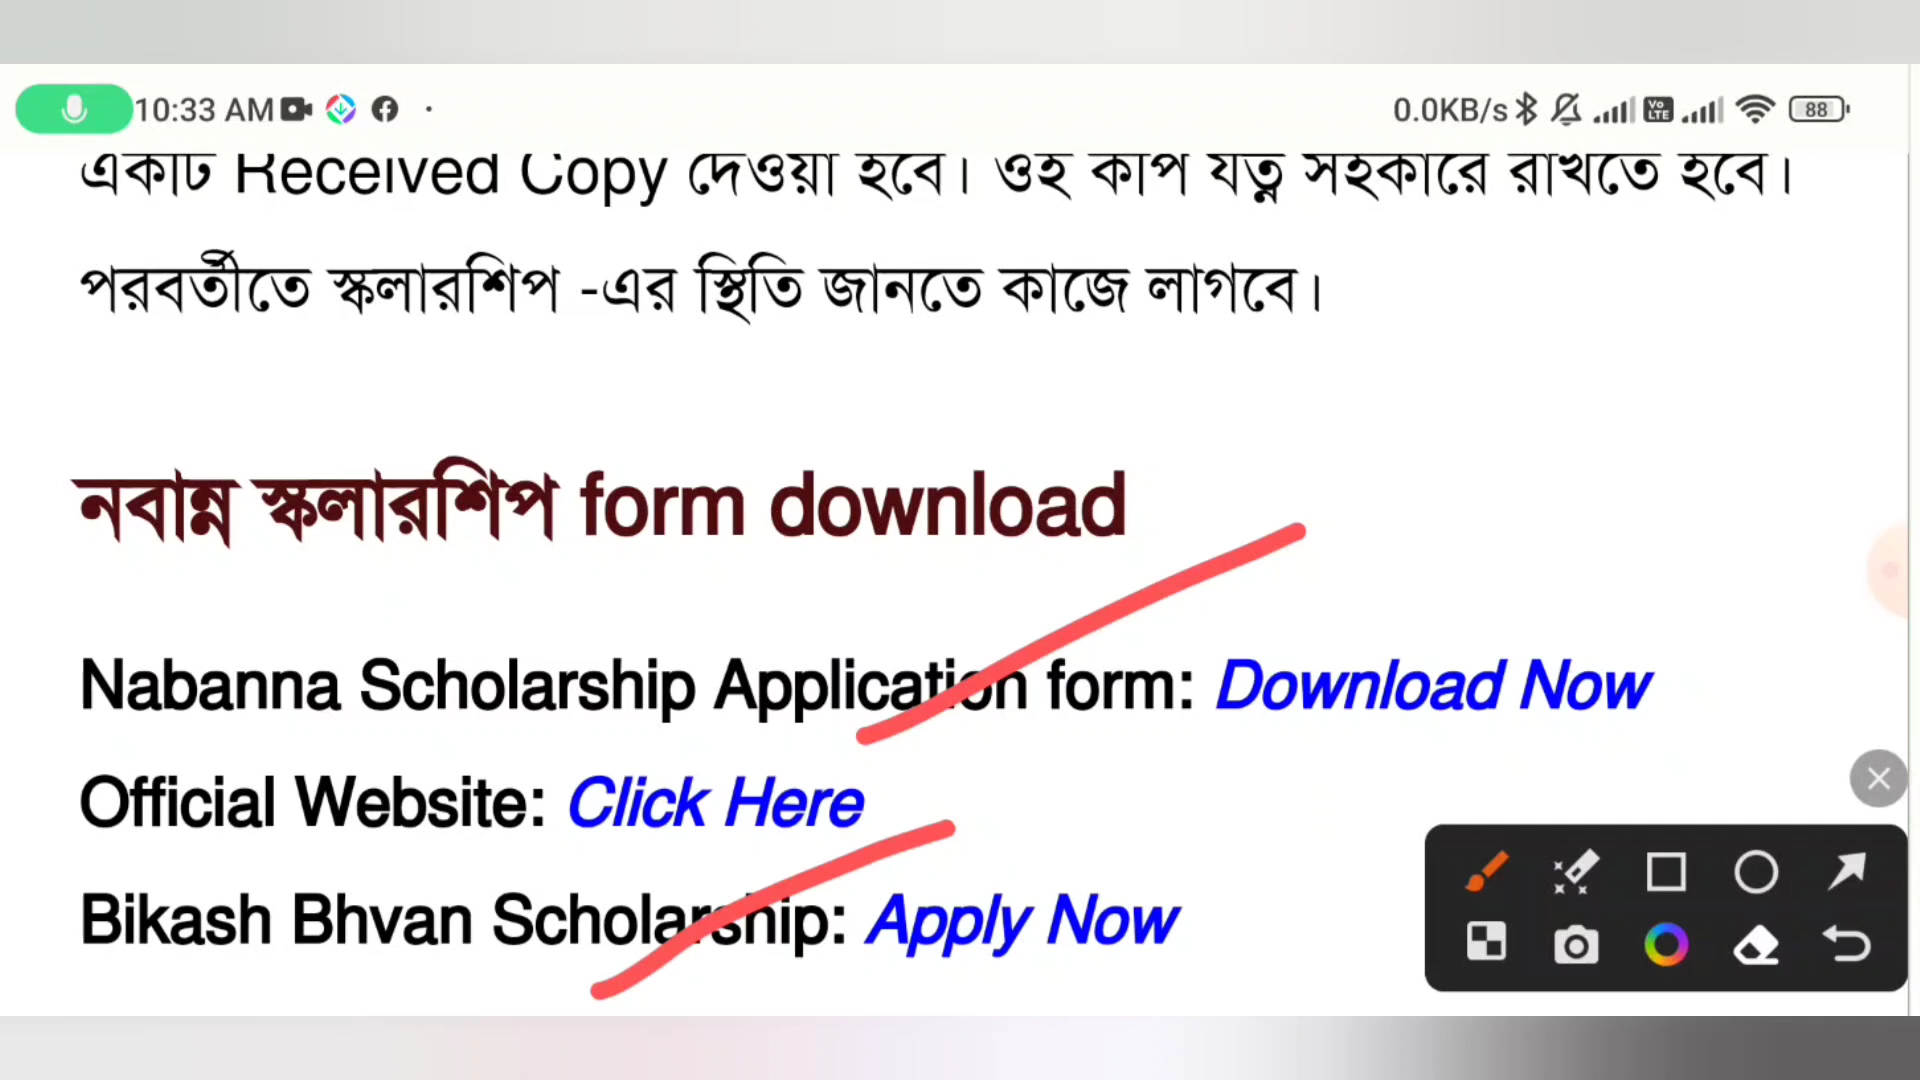 10:33 AM
0.0KB/s
Vo LTE
88
একটি Received Copy দেওয়া হবে। ওই কপি যত্ন সহকারে রাখতে হবে।
পরবর্তীতে স্কলারশিপ -এর স্থিতি জানতে কাজে লাগবে।
নবান্ন স্কলারশিপ form download
Nabanna Scholarship Application form: Download Now
Official Website: Click Here
Bikash Bhvan Scholarship: Apply Now